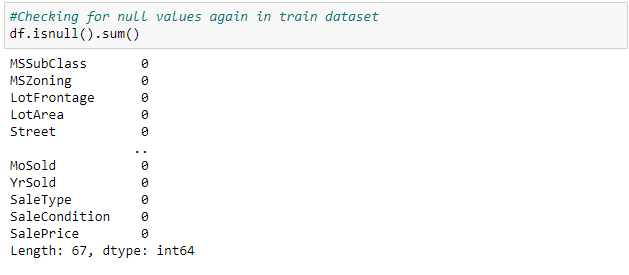 #Checking for null values again in train dataset
df.isnull().sum()
MSSubClass 0
MSZoning 0
LotFrontage 0
LotArea 0
Street 0
..
MoSold 0
YrSold 0
SaleType 0
SaleCondition 0
SalePrice 0
Length: 67, dtype: int64